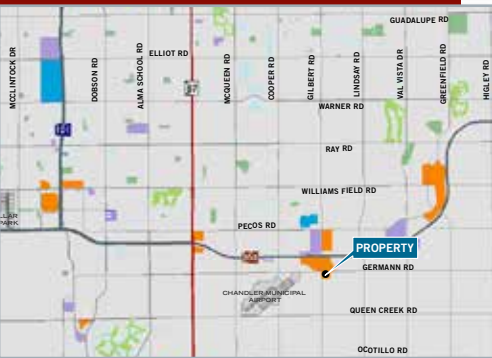 GUADALUPE RD
ELLIOT RD
MCCLINTOCK DR
DOBSON RD
ALMA SCHOOL RD
MCQUEEN RD
COOPER RD
GILBERT RD
LINDSAY RD
VAL VISTA DR
GREENFIELD RD
HIGLEY RD
87
101
WARNER RD
RAY RD
WILLIAMS FIELD RD
LLAR
PARK
PECOS RD
PROPERTY
GERMANN RD
CHANDLER MUNICIPAL
AIRPORT
QUEEN CREEK RD
OCOTILLO RD